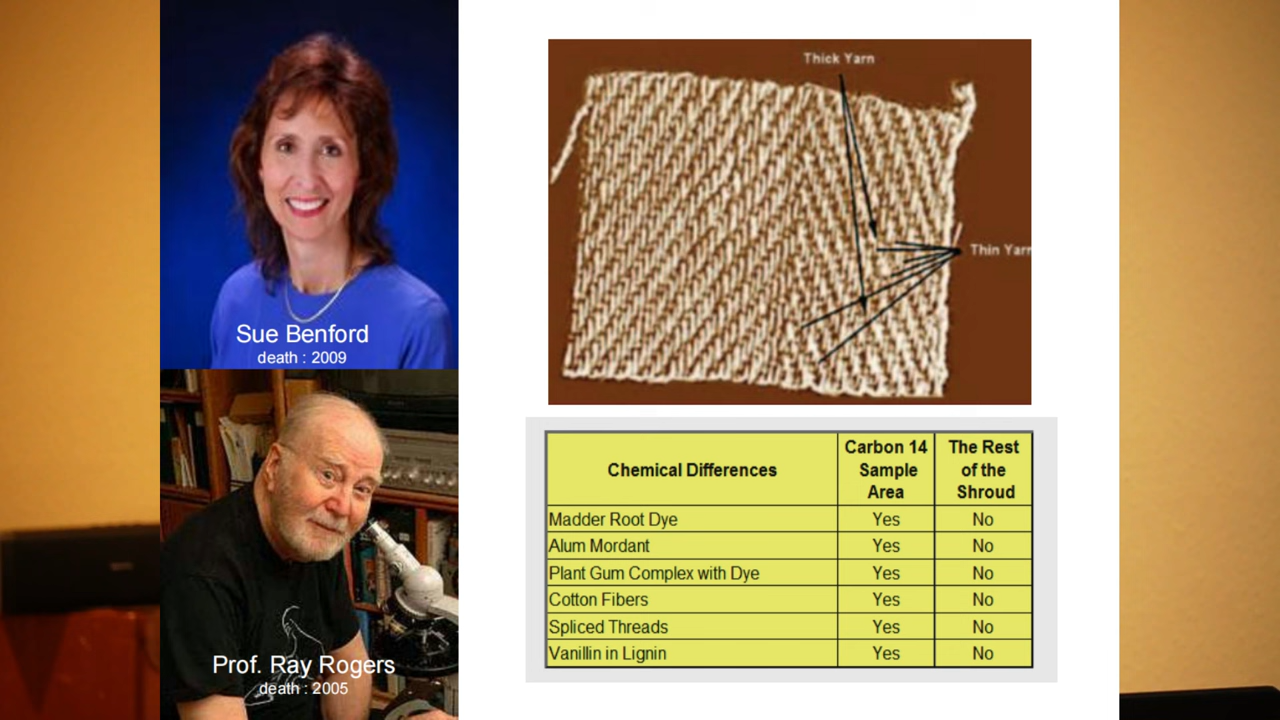 Sue Benford
death : 2009
Prof. Ray Rogers
death : 2005
Thick Yarn
Thin Yarn
Chemical Differences
Carbon 14
Sample
Area
The Rest
of the
Shroud
Madder Root Dye Yes No
Alum Mordant Yes No
Plant Gum Complex with Dye Yes No
Cotton Fibers Yes No
Spliced Threads Yes No
Vanillin in Lignin Yes No